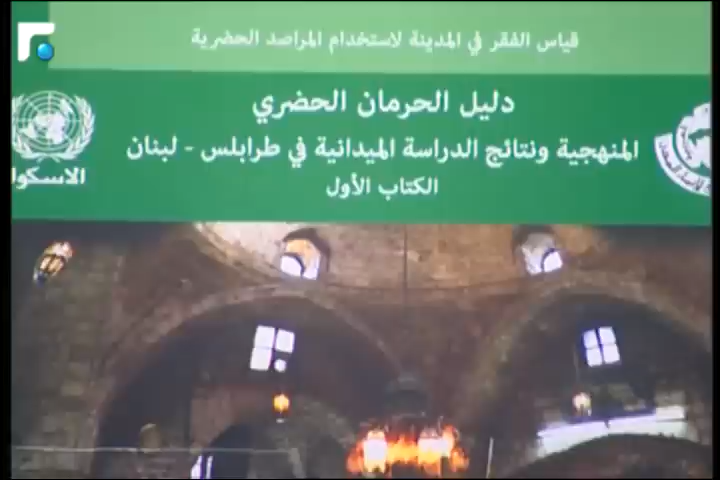 قياس الفقر في المدينة لاستخدام المراصد الحضرية
دليل الحرمان الحضري
المنهجية ونتائج الدراسة الميدانية في طرابلس - لبنان
الكتاب الأول
الاسكوا